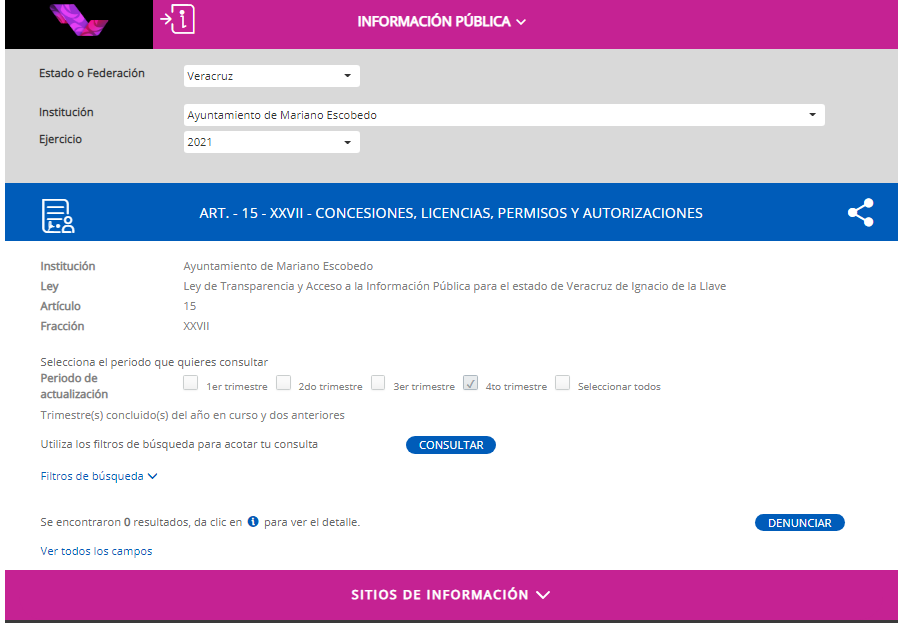 INFORMACIÓN PÚBLICA
Estado o Federación Veracruz
Institución Ayuntamiento de Mariano Escobedo
Ejercicio 2021
ART. - 15 - XXVII - CONCESIONES, LICENCIAS, PERMISOS Y AUTORIZACIONES
Institución Ayuntamiento de Mariano Escobedo
Ley Ley de Transparencia y Acceso a la Información Pública para el estado de Veracruz de Ignacio de la Llave
Artículo 15
Fracción XXVII
Selecciona el periodo que quieres consultar
Periodo de
actualización 1er trimestre 2do trimestre 3er trimestre 4to trimestre Seleccionar todos
Trimestre(s) concluido(s) del año en curso y dos anteriores
Utiliza los filtros de búsqueda para acotar tu consulta CONSULTAR
Filtros de búsqueda
Se encontraron 0 resultados, da clic en i para ver el detalle. DENUNCIAR
Ver todos los campos
SITIOS DE INFORMACIÓN